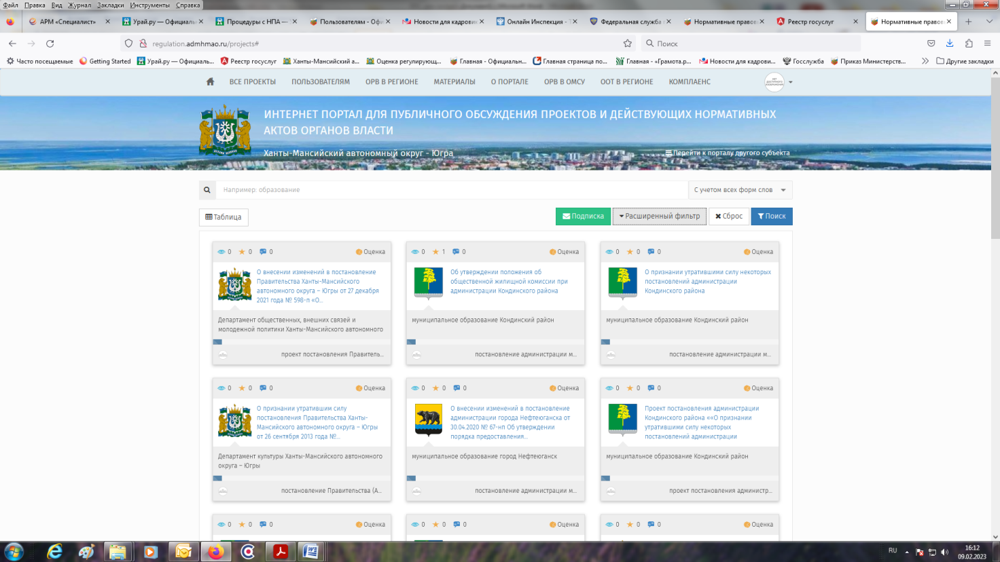 Файл Правка Вид Журнал Закладки Инструменты Справка
АРМ «Специалист»
Урай.ру — Официаль
Процедуры с НПА —
Пользователям - Офи
Новости для кадрови
Онлайн Инспекция - 
Федеральная служба
Нормативные правов
Реестр госуслуг
Нормативные правов
regulation.admhmao.ru/projects#
Поиск
Часто посещаемые
Getting Started
Урай.ру — Официаль...
Реестр госуслуг
Ханты-Мансийский а...
Оценка регулирующ...
Главная - Официальн...
Главная страница по...
Главная - «Грамота.р...
Новости для кадрови...
Госслужба
Приказ Министерств...
Другие закладки
ВСЕ ПРОЕКТЫ ПОЛЬЗОВАТЕЛЯМ ОРВ В РЕГИОНЕ МАТЕРИАЛЫ О ПОРТАЛЕ ОРВ В ОМСУ ООТ В РЕГИОНЕ КОМПЛАЕНС
ИНТЕРНЕТ ПОРТАЛ ДЛЯ ПУБЛИЧНОГО ОБСУЖДЕНИЯ ПРОЕКТОВ И ДЕЙСТВУЮЩИХ НОРМАТИВНЫХ
АКТОВ ОРГАНОВ ВЛАСТИ
Ханты-Мансийский автономный округ - Югра
Перейти к порталу другого субъекта
Например: образование
С учетом всех форм слов
Таблица
Подписка
Расширенный фильтр
Сброс
Поиск
0 0 0 Оценка
О внесении изменений в постановление
Правительства Ханты-Мансийского
автономного округа – Югры от 27 декабря
2021 года № 598-п «О...
Департамент общественных, внешних связей и
молодежной политики Ханты-Мансийского автономного
проект постановления Правитель...
0 1 0 Оценка
Об утверждении положения об
общественной жилищной комиссии при
администрации Кондинского района
муниципальное образование Кондинский район
постановление администрации м...
0 0 0 Оценка
О признании утратившими силу некоторых
постановлений администрации
Кондинского района
муниципальное образование Кондинский район
постановление администрации м...
0 0 0 Оценка
О признании утратившим силу
постановления Правительства Ханты-
Мансийского автономного округа – Югры
от 26 сентября 2013 года №...
Департамент культуры Ханты-Мансийского автономного
округа – Югры
постановление Правительства (А...
0 0 0 Оценка
О внесении изменений в постановление
администрации города Нефтеюганска от
30.04.2020 № 67-нп Об утверждении
порядка предоставления...
муниципальное образование город Нефтеюганск
постановление администрации м...
0 0 0 Оценка
Проект постановления администрации
Кондинского района ««О признании
утратившими силу некоторых
постановлений администрации
муниципальное образование Кондинский район
проект постановления администр...
0 0 0 Оценка
0 0 0 Оценка
0 0 0 Оценка
RU
16:12
09.02.2023